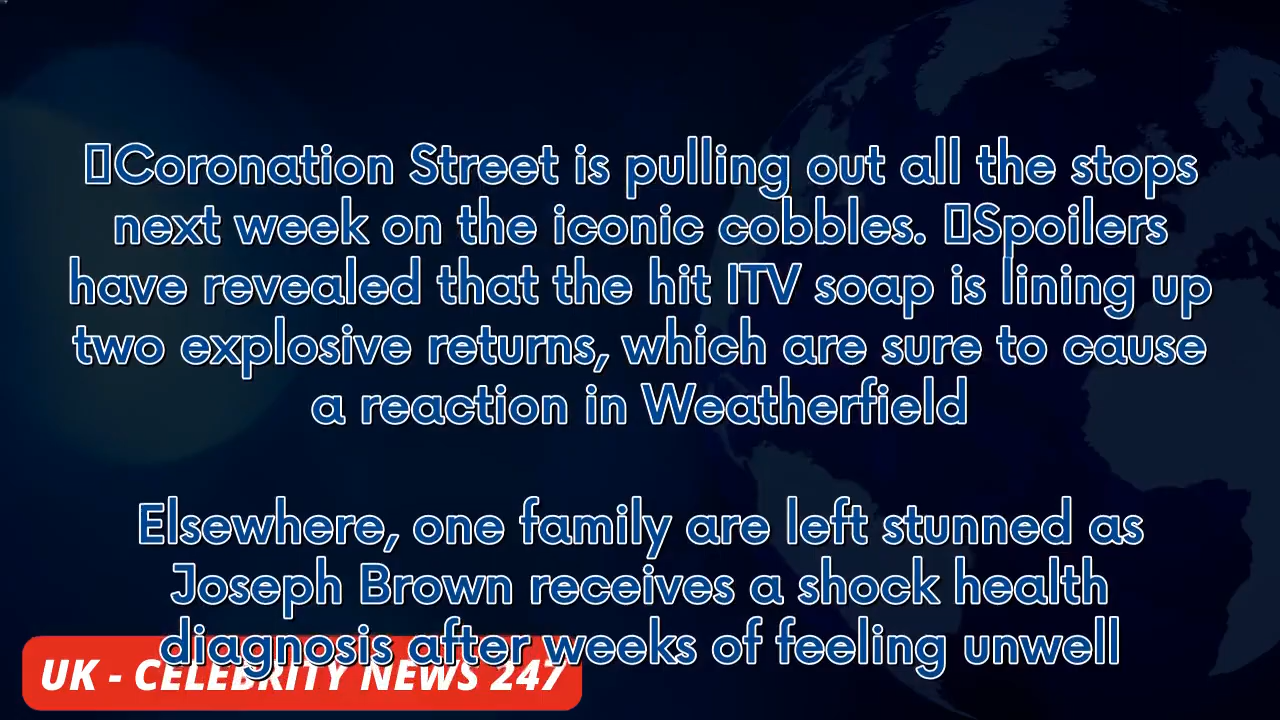 ▯Coronation Street is pulling out all the stops
next week on the iconic cobbles. ▯Spoilers
have revealed that the hit ITV soap is lining up
two explosive returns, which are sure to cause
a reaction in Weatherfield
Elsewhere, one family are left stunned as
Joseph Brown receives a shock health
diagnosis after weeks of feeling unwell
UK - CELEBRITY NEWS 247